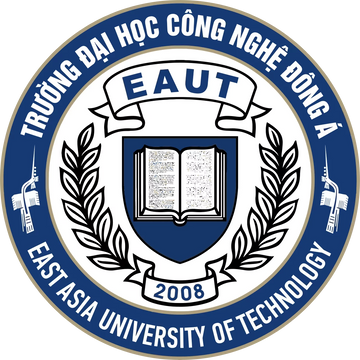 TRƯỜNG ĐẠI HỌC CÔNG NGHỆ ĐÔNG Á
EAUT
2008
EAST ASIA UNIVERSITY OF TECHNOLOGY